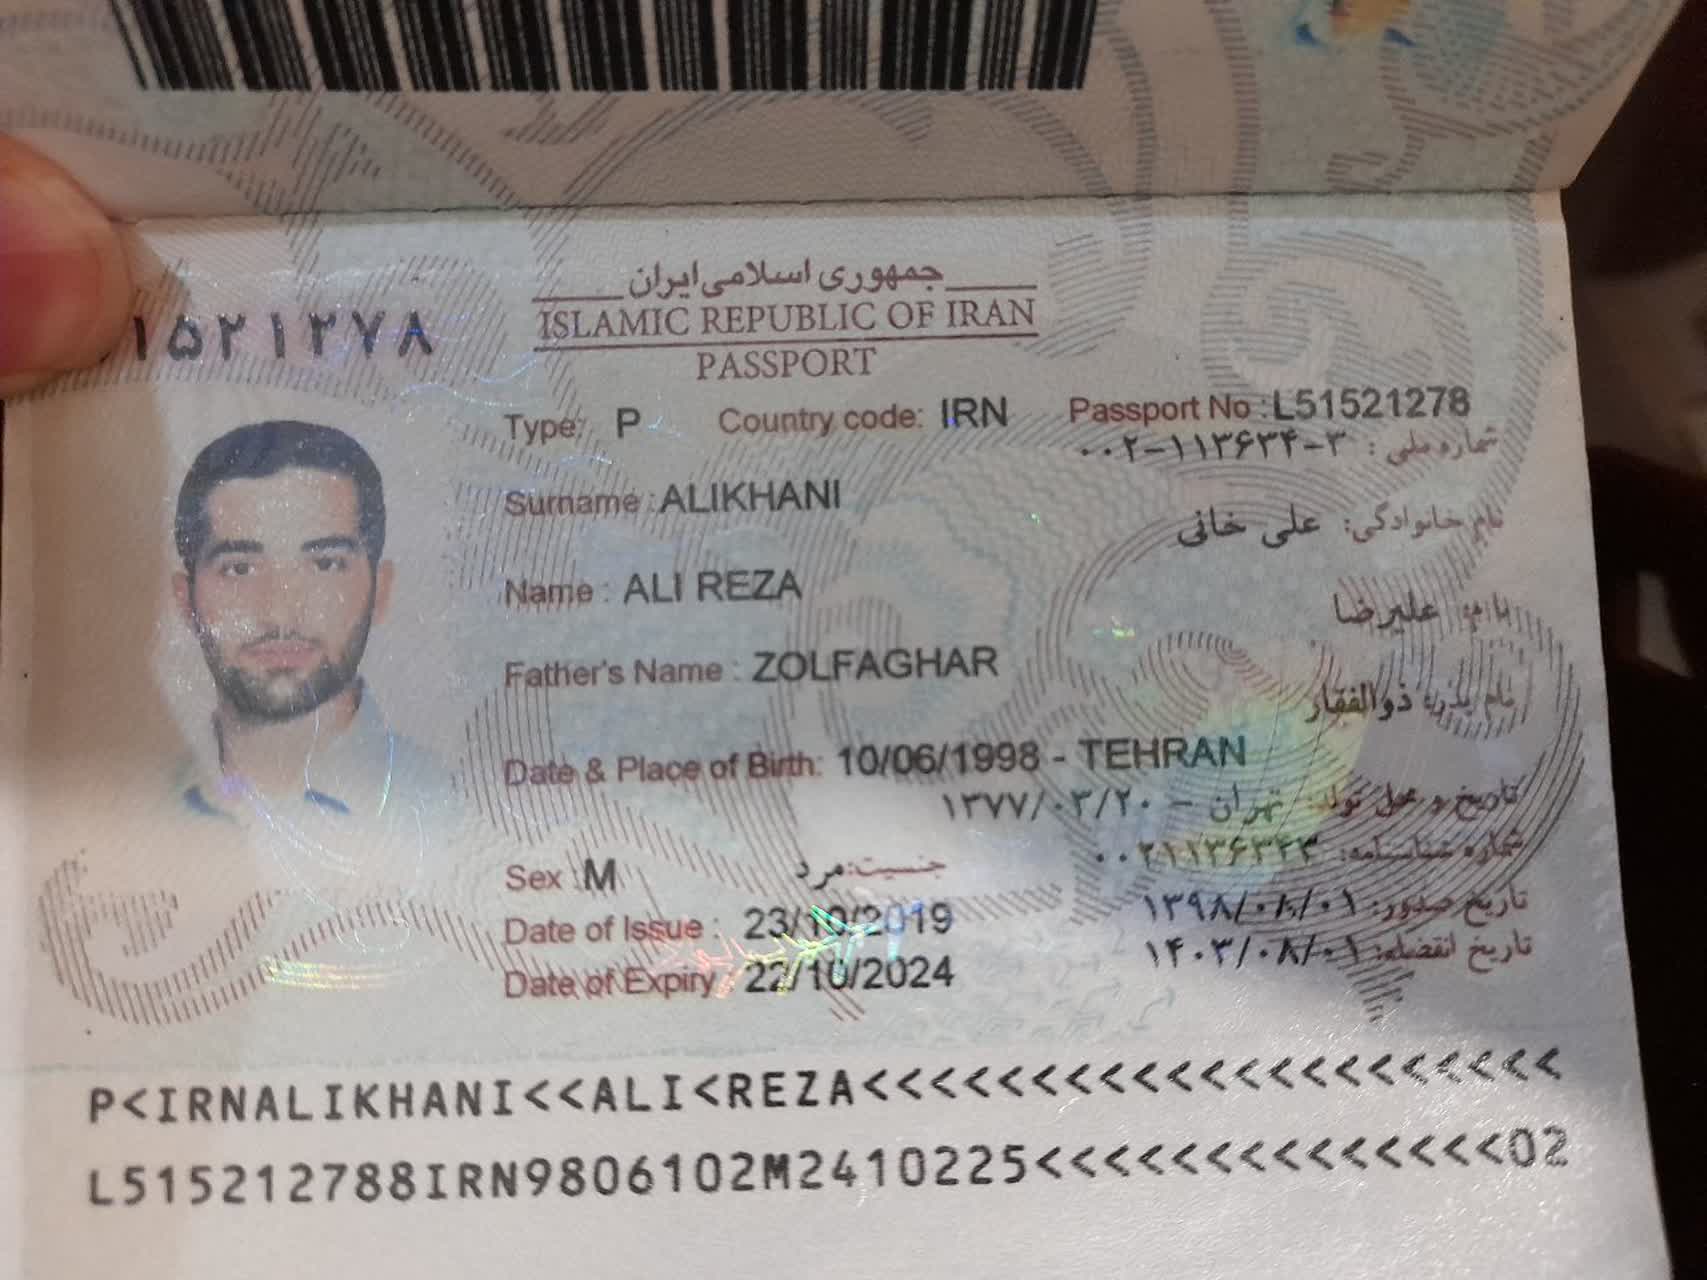 جمهوری اسلامی ایران
ISLAMIC REPUBLIC OF IRAN
PASSPORT
۱۵۲۱۲۷۸
Type: P Country code: IRN Passport No : L51521278
شماره ملی : ۰۰۲-۱۱۳۶۳۴-۳
Surname : ALIKHANI
نام خانوادگی: علی خانی
Name : ALI REZA
نام: علیرضا
Father's Name : ZOLFAGHAR
نام پدر: ذوالفقار
Date & Place of Birth: 10/06/1998 - TEHRAN
تاریخ و محل تولد: تهران - ۱۳۷۷/۰۳/۲۰
شماره شناسنامه:
Sex : M جنسیت: مرد
Date of Issue : 23/10/2019
تاریخ صدور: ۱۳۹۸/۰۸/۰۱
Date of Expiry : 22/10/2024
تاریخ انقضاء: ۱۴۰۳/۰۸/۰۱
P<IRNALIKHANI<<ALI<REZA<<<<<<<<<<<<<<<<<<<<<
L515212788IRN9806102M2410225<<<<<<<<<<<<<<02